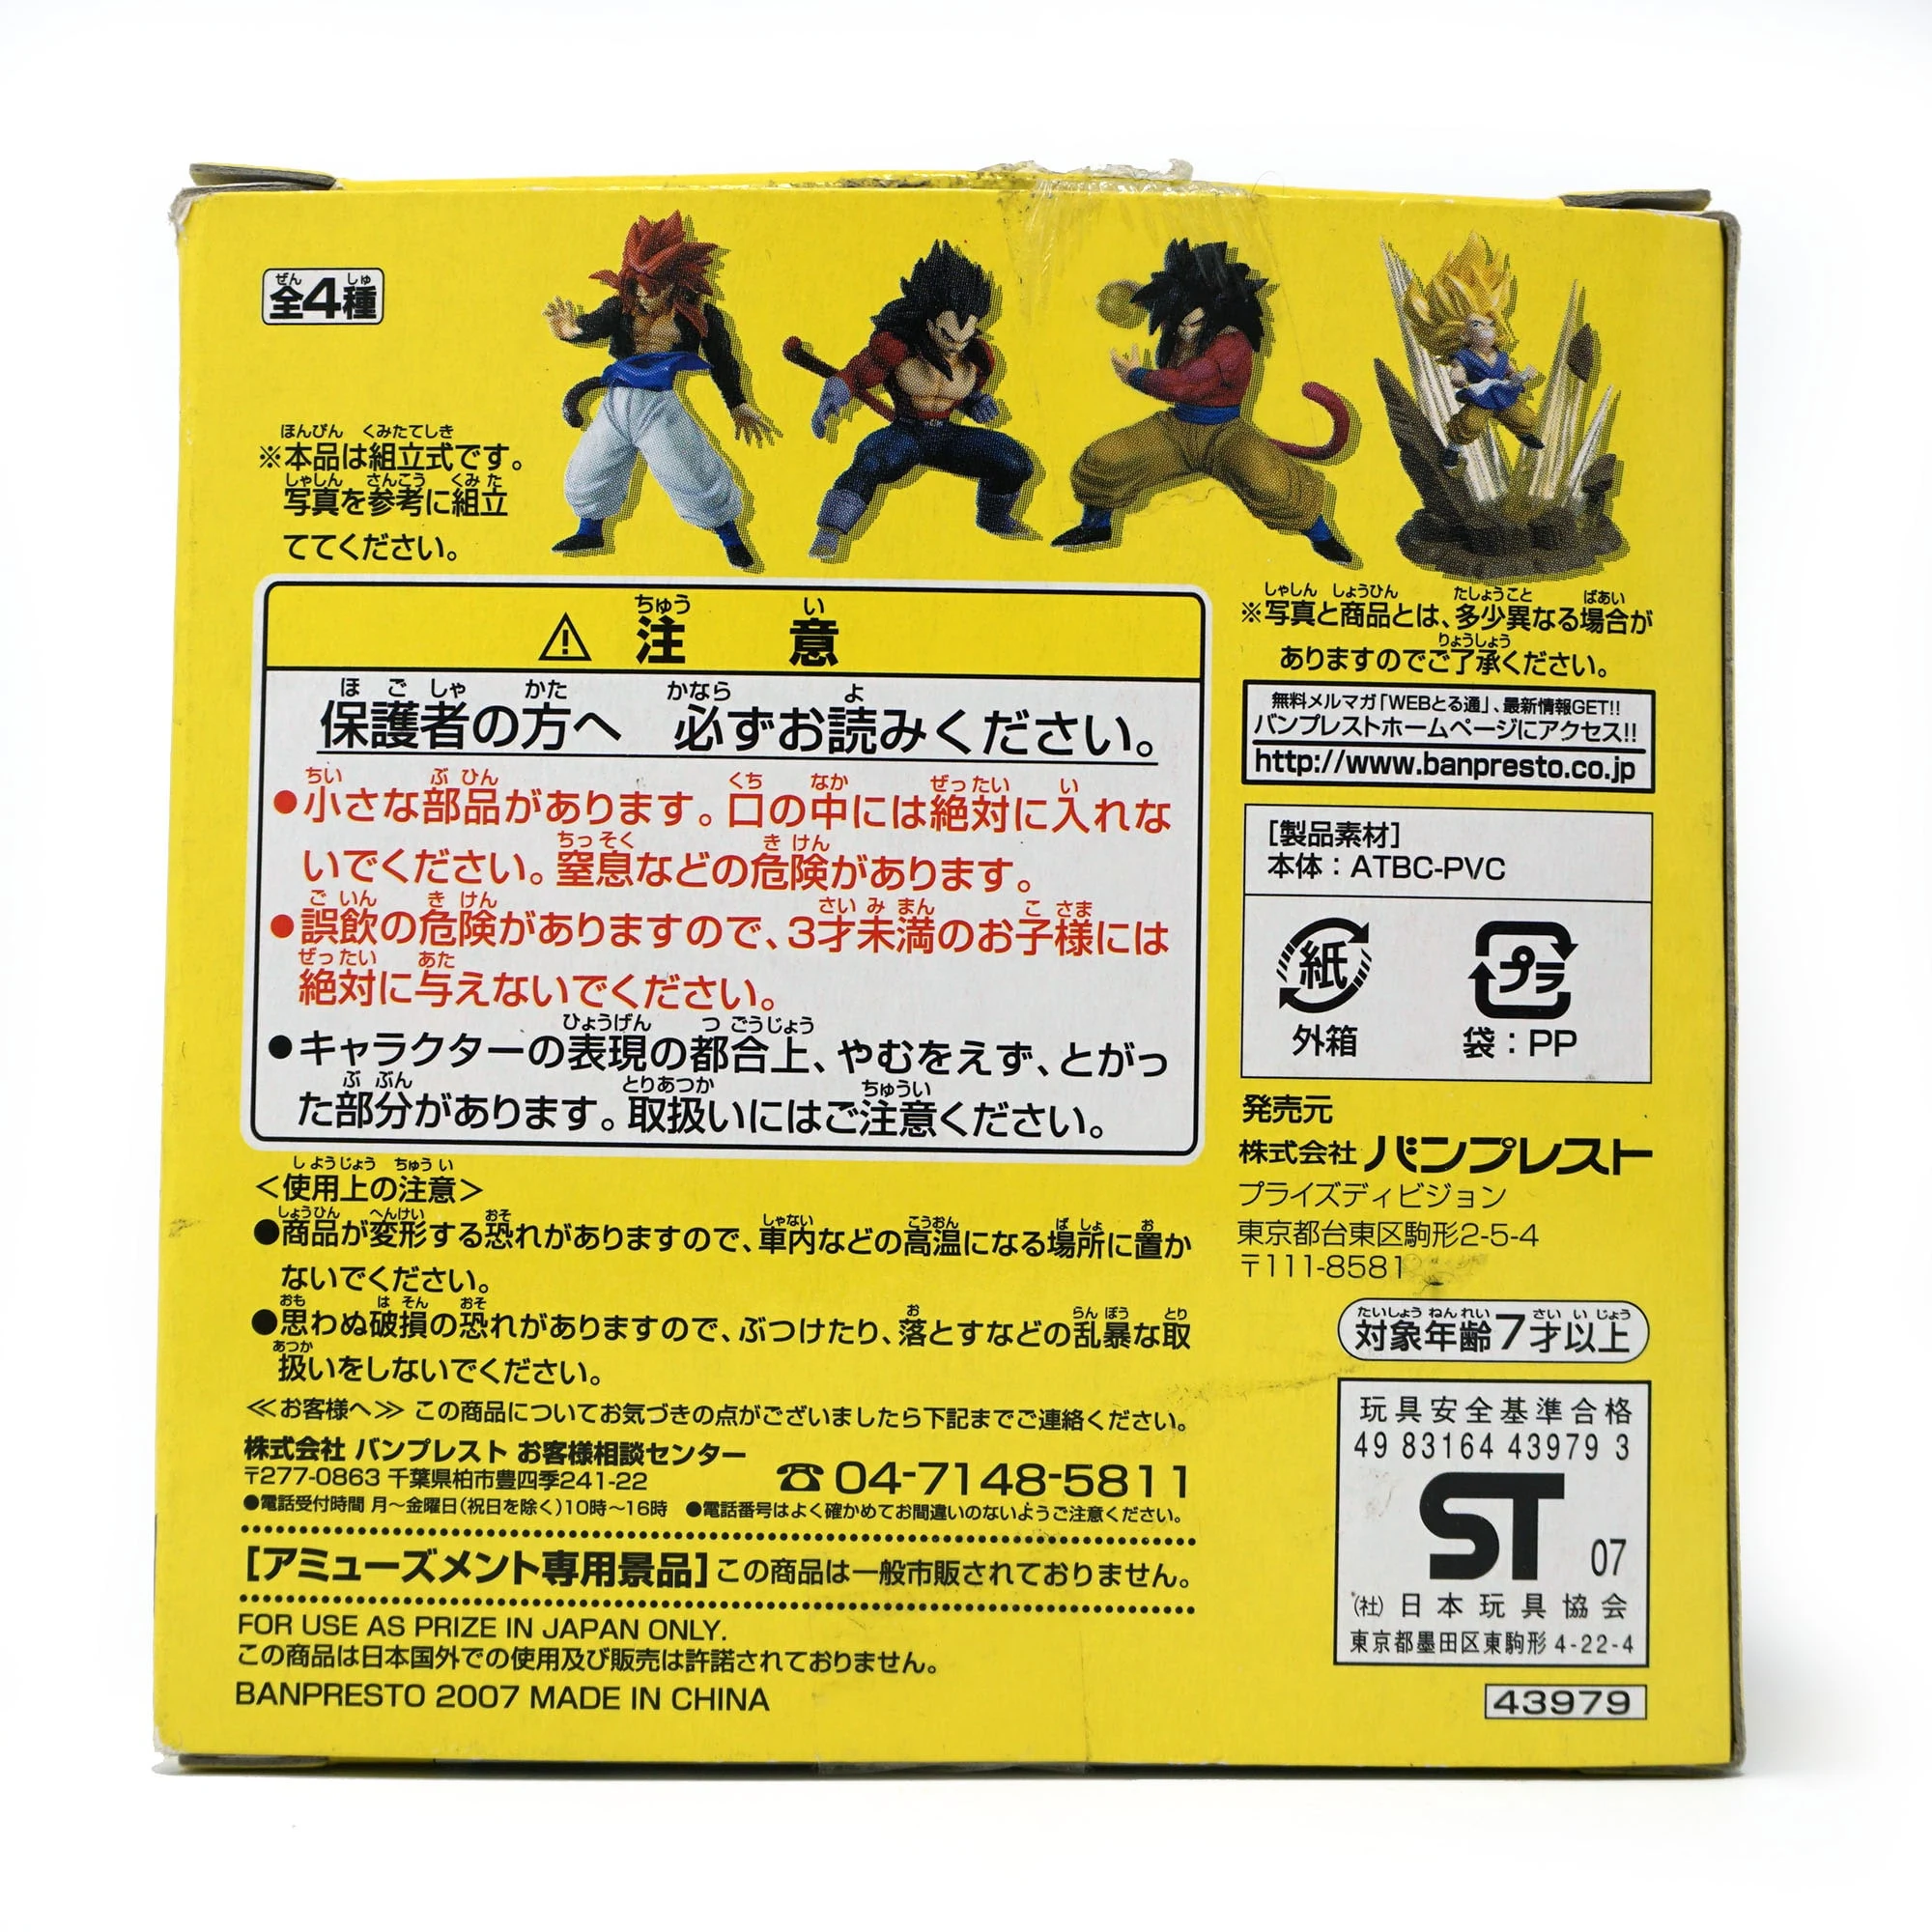 全4種
※本品は組立式です。
写真を参考に組立
ててください。
⚠注意
保護者の方へ 必ずお読みください。
●小さな部品があります。口の中には絶対に入れな
いでください。窒息などの危険があります。
●誤飲の危険がありますので、3才未満のお子様には
絶対に与えないでください。
●キャラクターの表現の都合上、やむをえず、とがっ
た部分があります。取扱いにはご注意ください。
<使用上の注意>
●商品が変形する恐れがありますので、車内などの高温になる場所に置か
ないでください。
●思わぬ破損の恐れがありますので、ぶつけたり、落とすなどの乱暴な取
扱いをしないでください。
≪お客様へ≫ この商品についてお気づきの点がございましたら下記までご連絡ください。
株式会社 バンプレスト お客様相談センター
〒277-0863 千葉県柏市豊四季241-22
☎04-7148-5811
●電話受付時間 月〜金曜日(祝日を除く)10時〜16時 ●電話番号はよく確かめてお間違いのないようご注意ください。
[アミューズメント専用景品]この商品は一般市販されておりません。
FOR USE AS PRIZE IN JAPAN ONLY.
この商品は日本国外での使用及び販売は許諾されておりません。
BANPRESTO 2007 MADE IN CHINA
※写真と商品とは、多少異なる場合が
ありますのでご了承ください。
無料メルマガ「WEBとる通」、最新情報GET!!
バンプレストホームページにアクセス!!
http://www.banpresto.co.jp
[製品素材]
本体:ATBC-PVC
紙
プラ
外箱
袋:PP
発売元
株式会社 バンプレスト
プライズディビジョン
東京都台東区駒形2-5-4
〒111-8581
対象年齢7才以上
玩具安全基準合格
49 83164 43979 3
ST 07
(社)日本玩具協会
東京都墨田区東駒形 4-22-4
43979